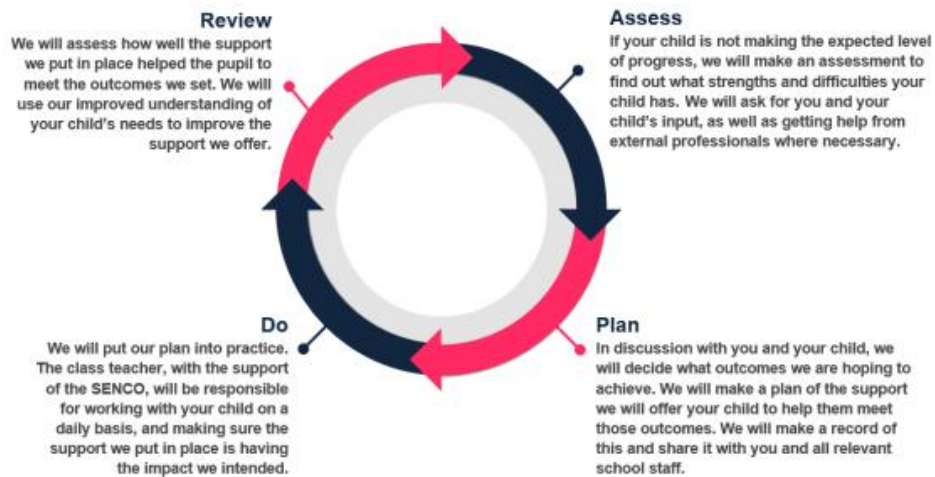 Review
We will assess how well the support
we put in place helped the pupil to
meet the outcomes we set. We will
use our improved understanding of
your child's needs to improve the
support we offer.
Assess
If your child is not making the expected level
of progress, we will make an assessment to
find out what strengths and difficulties your
child has. We will ask for you and your
child's input, as well as getting help from
external professionals where necessary.
Do
We will put our plan into practice.
The class teacher, with the support
of the SENCO, will be responsible
for working with your child on a
daily basis, and making sure the
support we put in place is having
the impact we intended.
Plan
In discussion with you and your child, we
will decide what outcomes we are hoping to
achieve. We will make a plan of the support
we will offer your child to help them meet
those outcomes. We will make a record of
this and share it with you and all relevant
school staff.